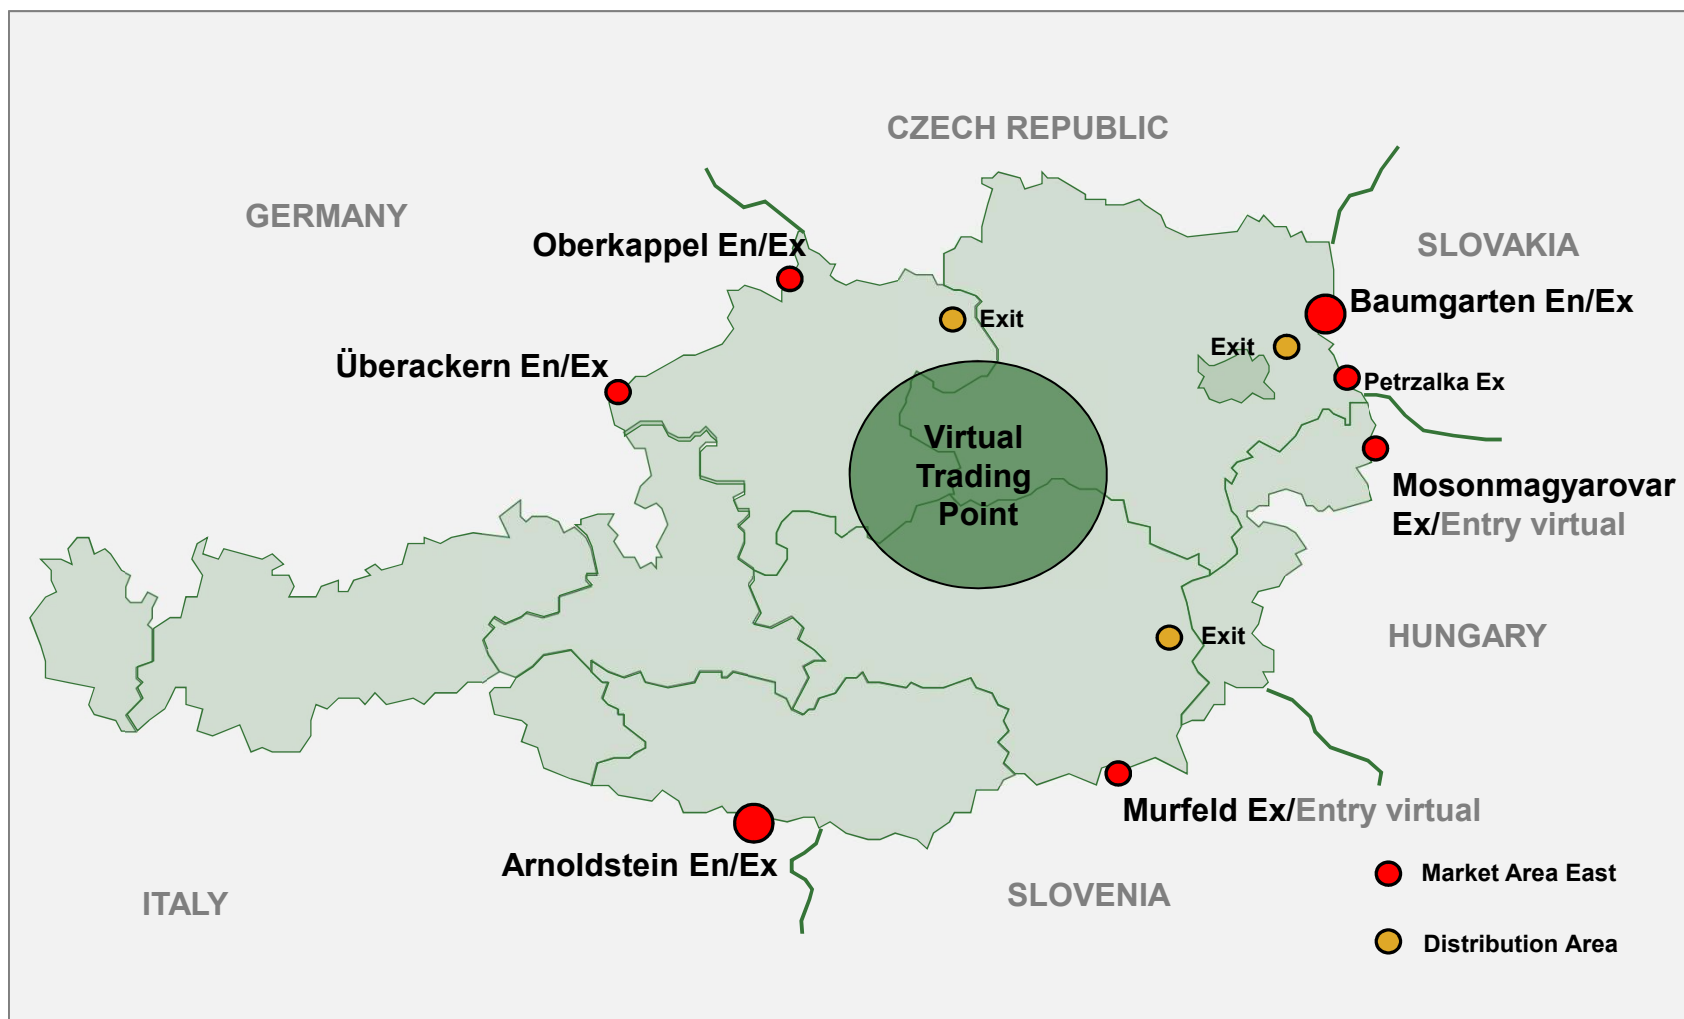 CZECH REPUBLIC
GERMANY
Oberkappel En/Ex
SLOVAKIA
Baumgarten En/Ex
Exit
Exit
Überackern En/Ex
Petrzalka Ex
Virtual
Trading
Point
Mosonmagyarovar
Ex/Entry virtual
Exit
HUNGARY
Murfeld Ex/Entry virtual
Arnoldstein En/Ex
Market Area East
SLOVENIA
ITALY
Distribution Area